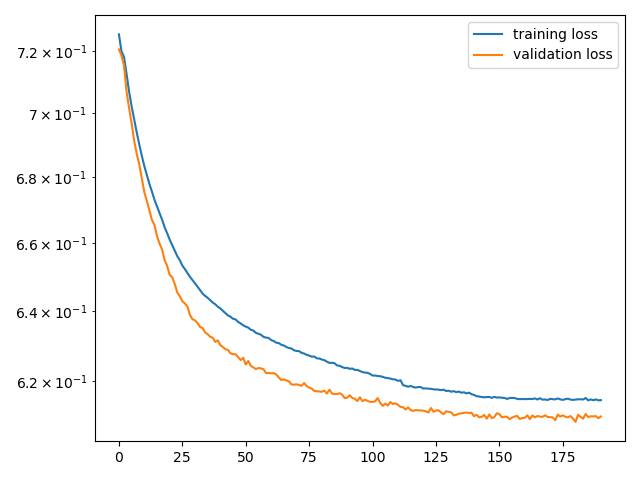 training loss
validation loss
7.2 × 10⁻¹
7 × 10⁻¹
6.8 × 10⁻¹
6.6 × 10⁻¹
6.4 × 10⁻¹
6.2 × 10⁻¹
0 25 50 75 100 125 150 175